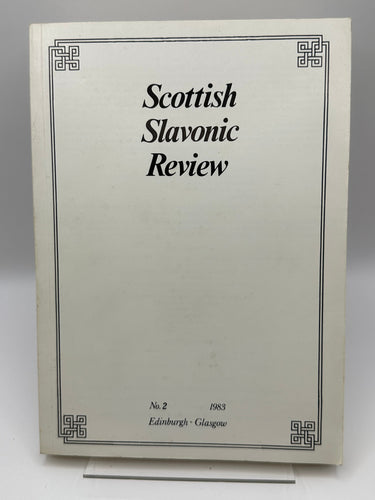 Scottish
Slavonic
Review
No. 2 1983
Edinburgh · Glasgow